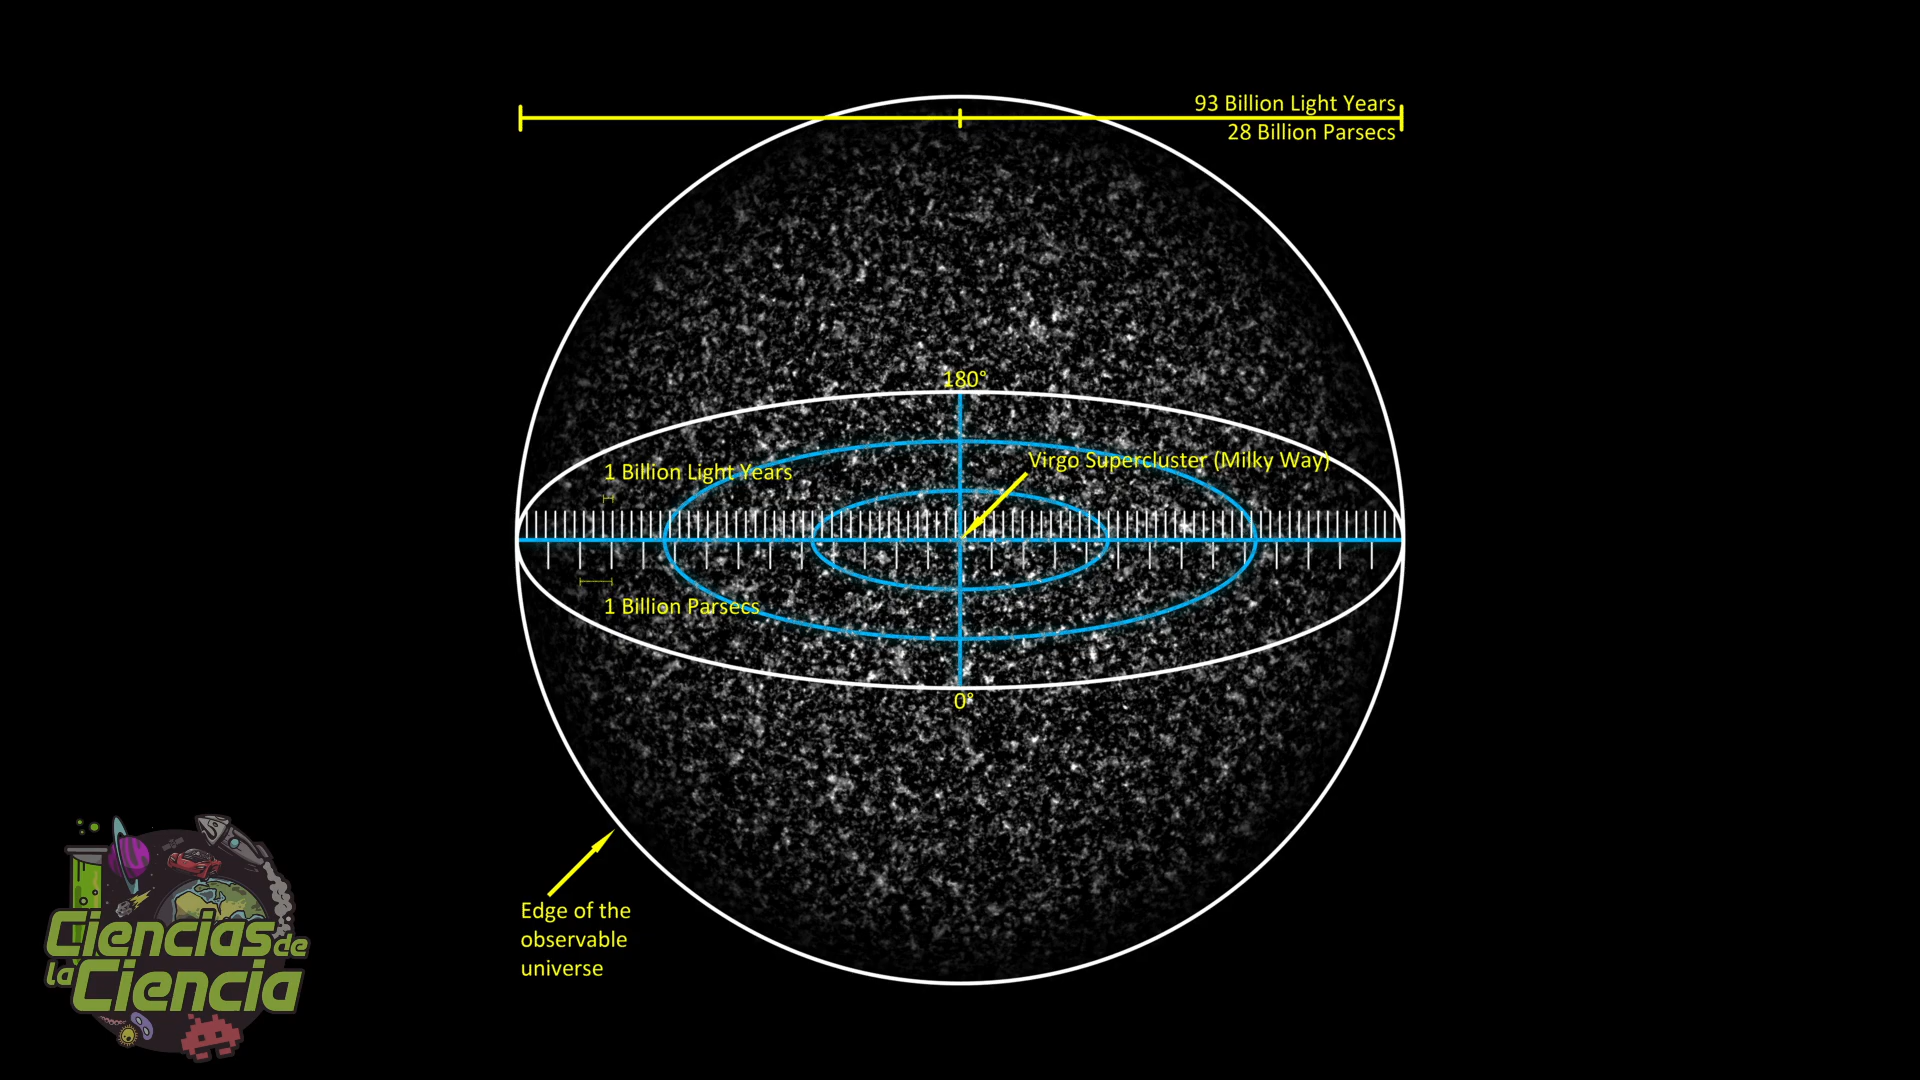 93 Billion Light Years
28 Billion Parsecs
180°
Virgo Supercluster (Milky Way)
1 Billion Light Years
1 Billion Parsecs
0°
Edge of the
observable
universe
Ciencias de
la Ciencia